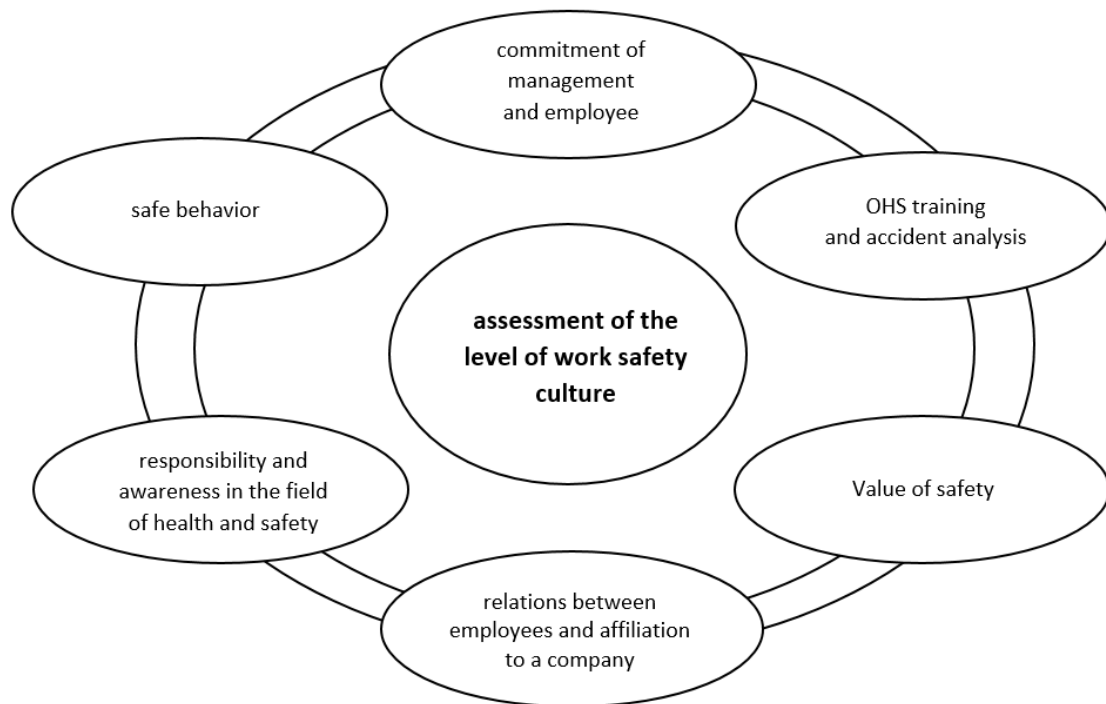 commitment of
management
and employee
safe behavior
OHS training
and accident analysis
assessment of the
level of work safety
culture
responsibility and
awareness in the field
of health and safety
Value of safety
relations between
employees and affiliation
to a company